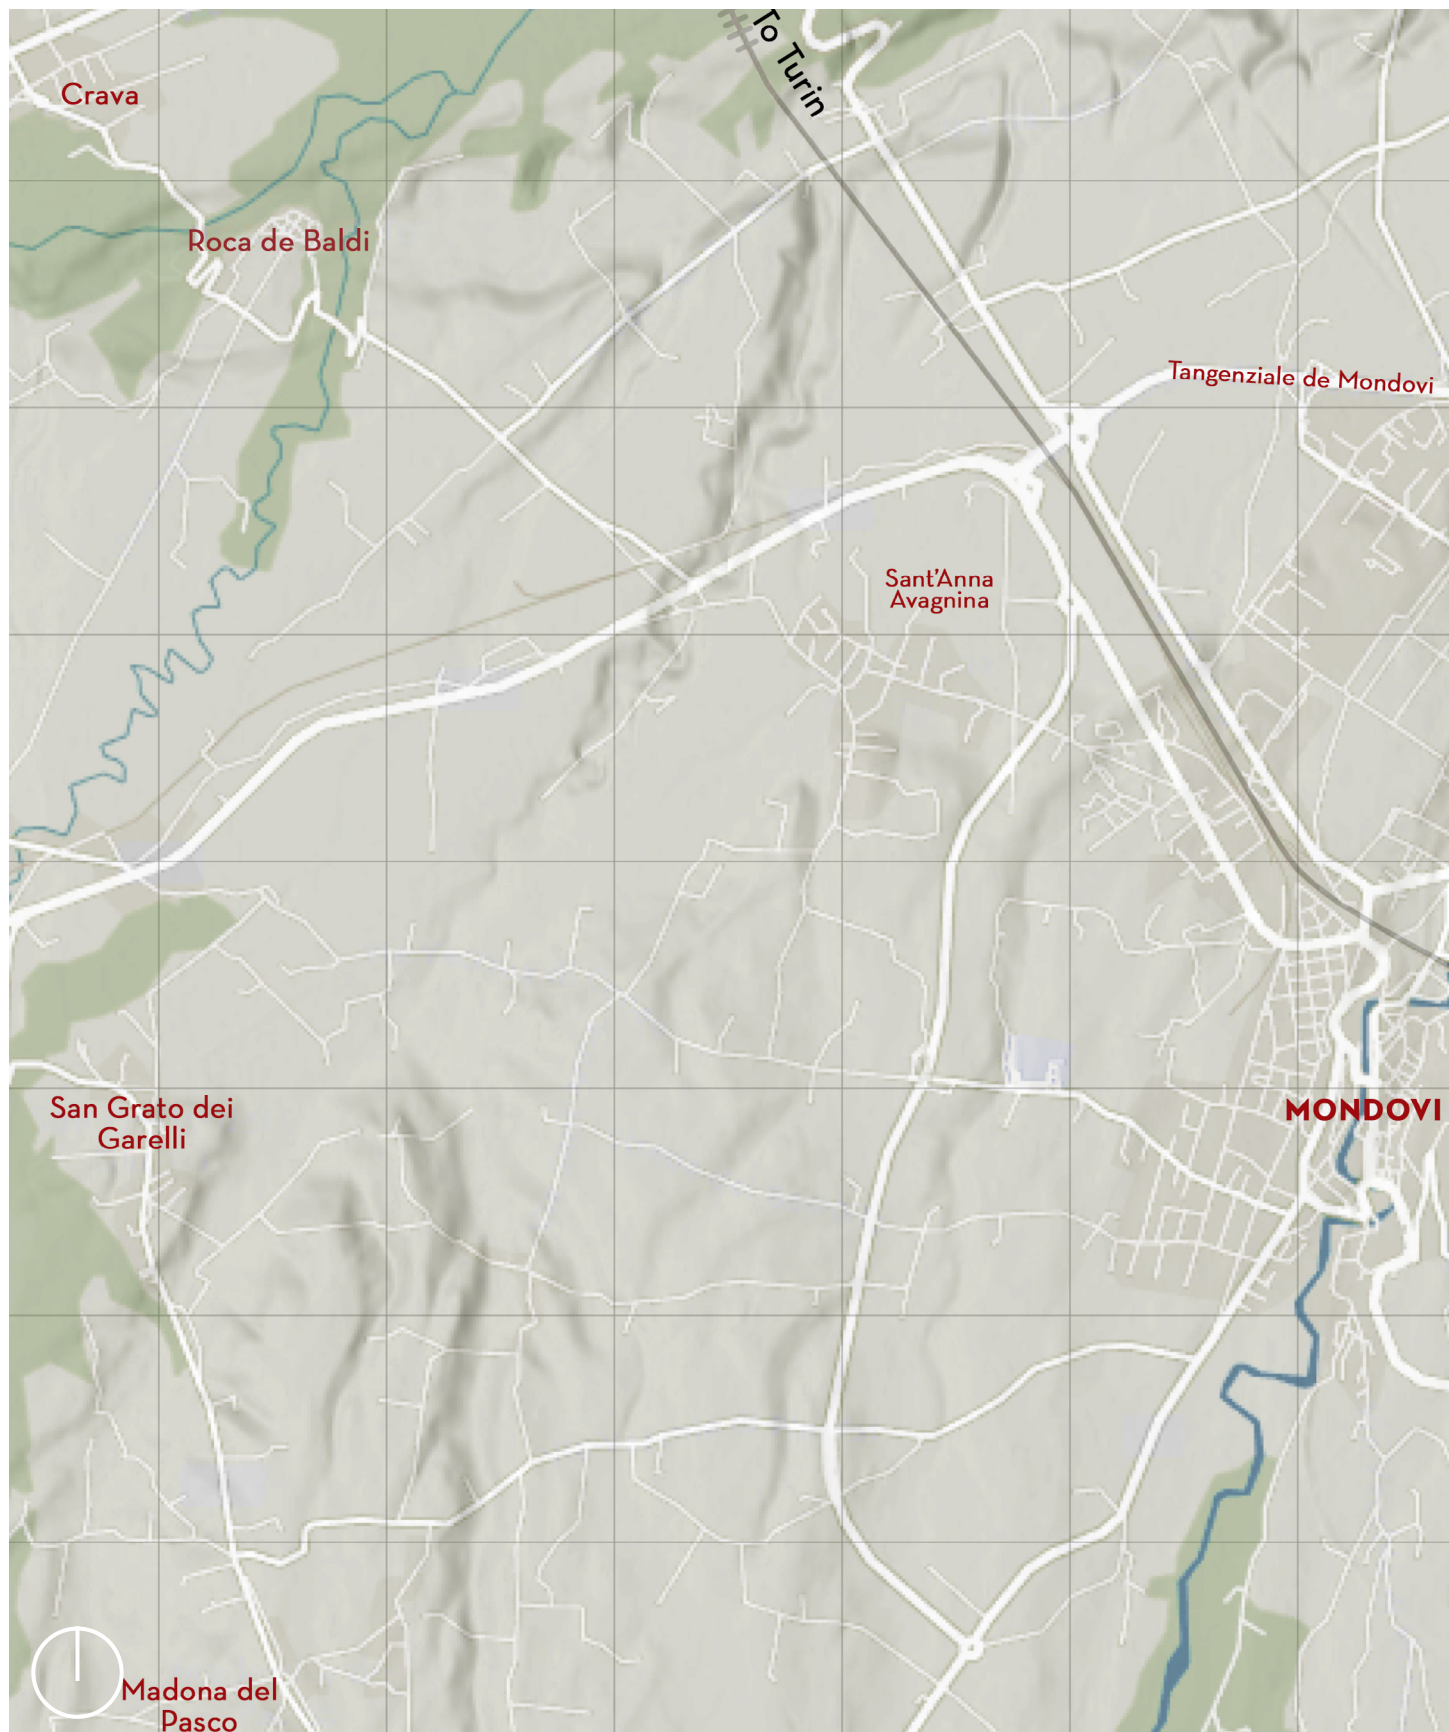 To Turin
Crava
Roca de Baldi
Tangenziale de Mondovi
Sant'Anna
Avagnina
San Grato dei
Garelli
MONDOVI
Madona del
Pasco